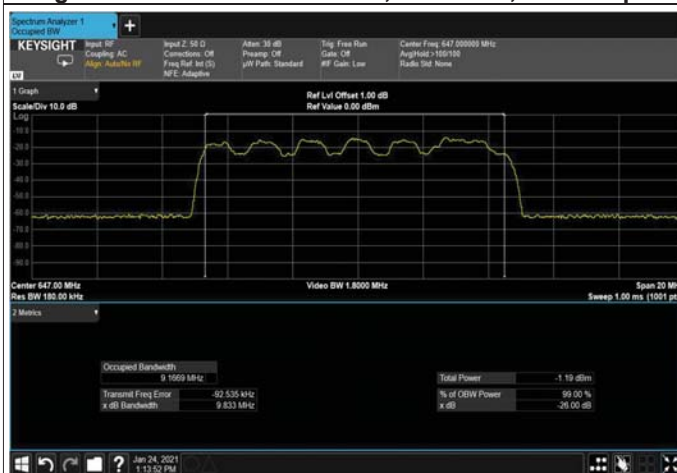 Spectrum Analyzer 1
Occupied BW
+
KEYSIGHT
Input: RF
Coupling: AC
Align: Auto/No RF
Input Z: 50 Ω
Corrections: Off
Freq Ref: Int (S)
NFE: Adaptive
Atten: 30 dB
Preamp: Off
µW Path: Standard
Trig: Free Run
Gate: Off
#IF Gain: Low
Center Freq: 647.000000 MHz
Avg|Hold:>100/100
Radio Std: None
1 Graph
Scale/Div 10.0 dB
Ref Lvl Offset 1.00 dB
Ref Value 0.00 dBm
Log
-10.0
-20.0
-30.0
-40.0
-50.0
-60.0
-70.0
-80.0
-90.0
Center 647.00 MHz
Res BW 180.00 kHz
Video BW 1.8000 MHz
Span 20 MH
Sweep 1.00 ms (1001 pt
2 Metrics
Occupied Bandwidth
9.1669 MHz
Transmit Freq Error -92.535 kHz
x dB Bandwidth 9.833 MHz
Total Power -1.19 dBm
% of OBW Power 99.00 %
x dB -26.00 dB
?
Jan 24, 2021
1:13:52 PM